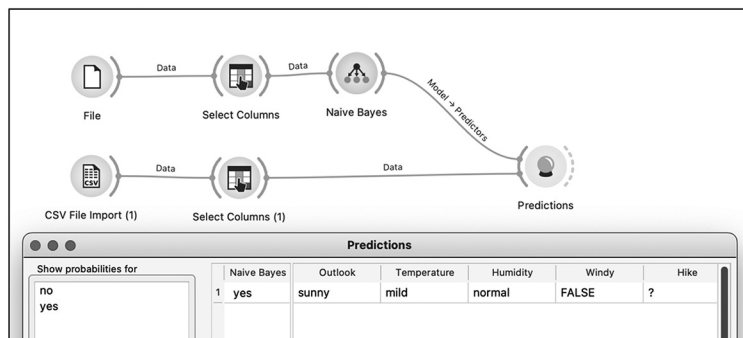 Data
Data
File
Select Columns
Naive Bayes
Model → Predictors
CSV
Data
Data
CSV File Import (1)
Select Columns (1)
Predictions
Predictions
Show probabilities for
no
yes
Naive Bayes Outlook Temperature Humidity Windy Hike
1 yes sunny mild normal FALSE ?